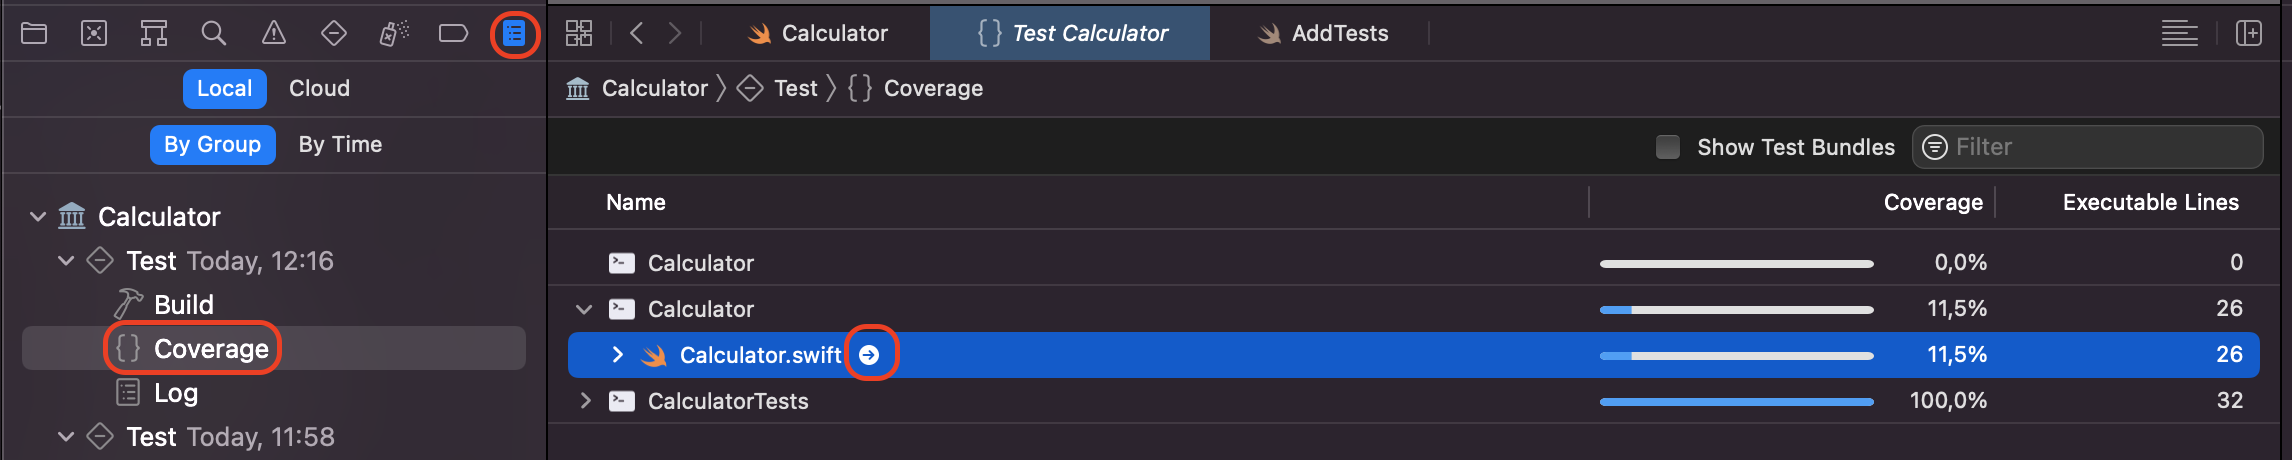 Calculator
Test Calculator
AddTests
Local Cloud
Calculator Test Coverage
By Group By Time
Show Test Bundles Filter
Name Coverage Executable Lines
Calculator
Test Today, 12:16
Build
Coverage
Log
Test Today, 11:58
Calculator 0,0% 0
Calculator 11,5% 26
Calculator.swift 11,5% 26
CalculatorTests 100,0% 32